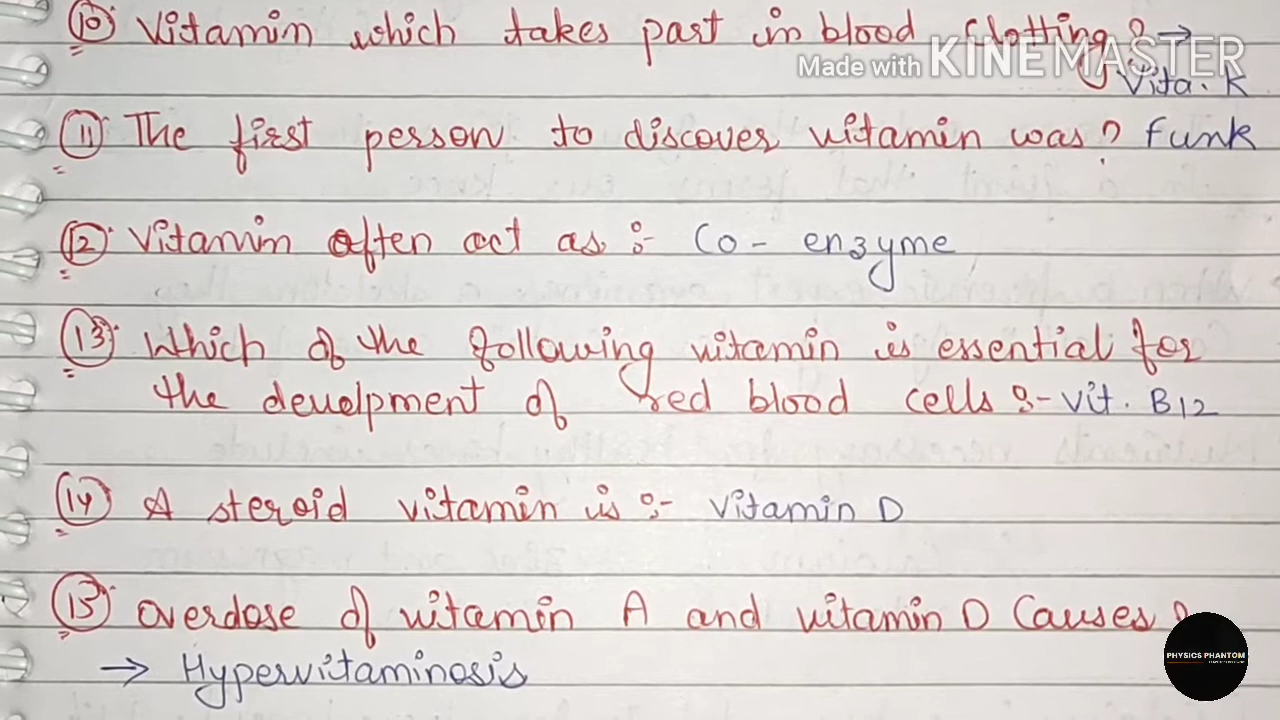 10 Vitamin which takes part in blood clotting? →
Made with KINEMASTER
Vita. K
11 The first person to discover vitamin was? Funk
12 Vitamin often act as :- Co-enzyme
13 Which of the following vitamin is essential for
the develpment of red blood cells :- Vit. B12
14 A steroid vitamin is :- Vitamin D
15 Overdose of vitamin A and vitamin D Causes ?
PHYSICS PHANTOM
→ Hypervitaminosis